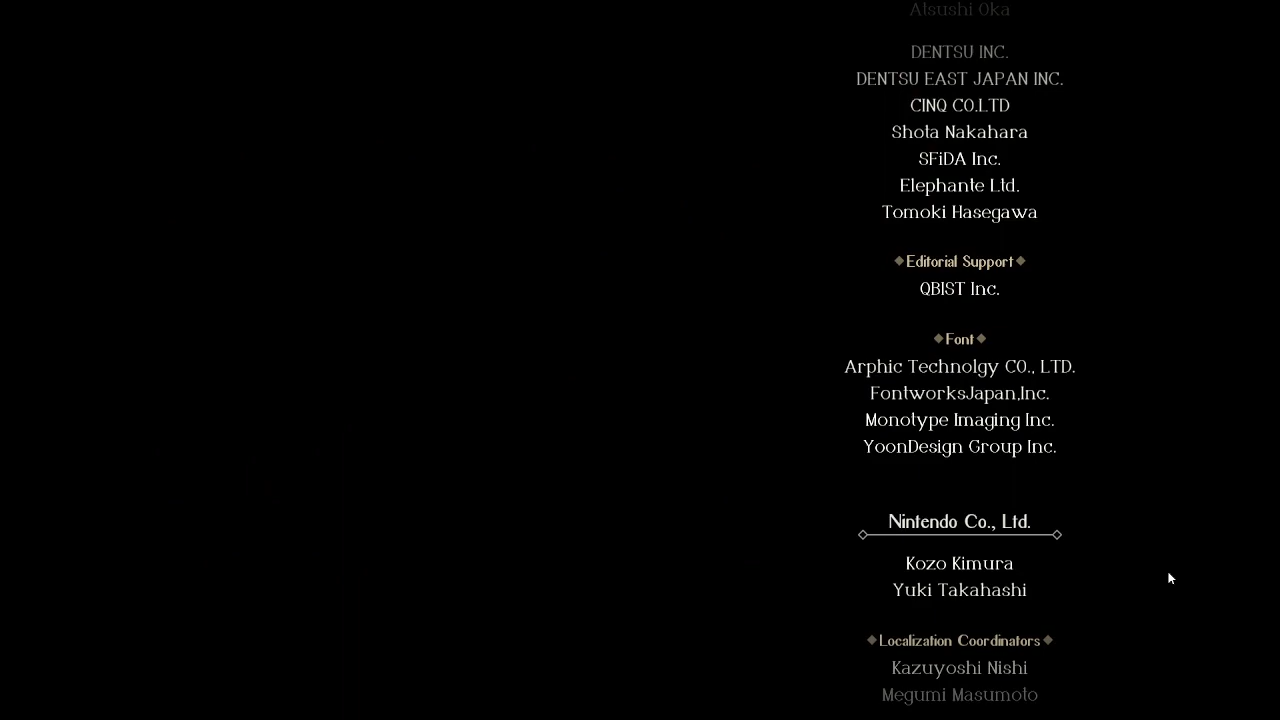 Atsushi Oka
DENTSU INC.
DENTSU EAST JAPAN INC.
CINQ CO.LTD
Shota Nakahara
SFiDA Inc.
Elephante Ltd.
Tomoki Hasegawa
◆Editorial Support◆
QBIST Inc.
◆Font◆
Arphic Technolgy CO., LTD.
FontworksJapan,Inc.
Monotype Imaging Inc.
YoonDesign Group Inc.
Nintendo Co., Ltd.
Kozo Kimura
Yuki Takahashi
◆Localization Coordinators◆
Kazuyoshi Nishi
Megumi Masumoto